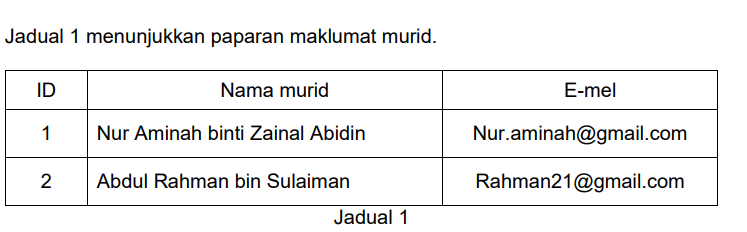 Jadual 1 menunjukkan paparan maklumat murid.
ID Nama murid E-mel
1 Nur Aminah binti Zainal Abidin Nur.aminah@gmail.com
2 Abdul Rahman bin Sulaiman Rahman21@gmail.com
Jadual 1